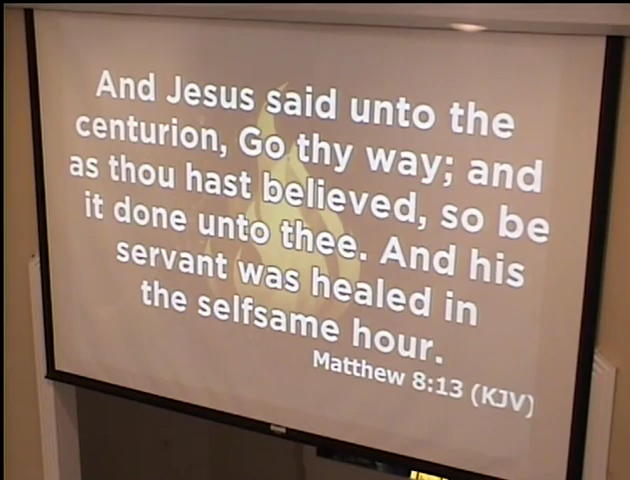 And Jesus said unto the
centurion, Go thy way; and
as thou hast believed, so be
it done unto thee. And his
servant was healed in
the selfsame hour.
Matthew 8:13 (KJV)